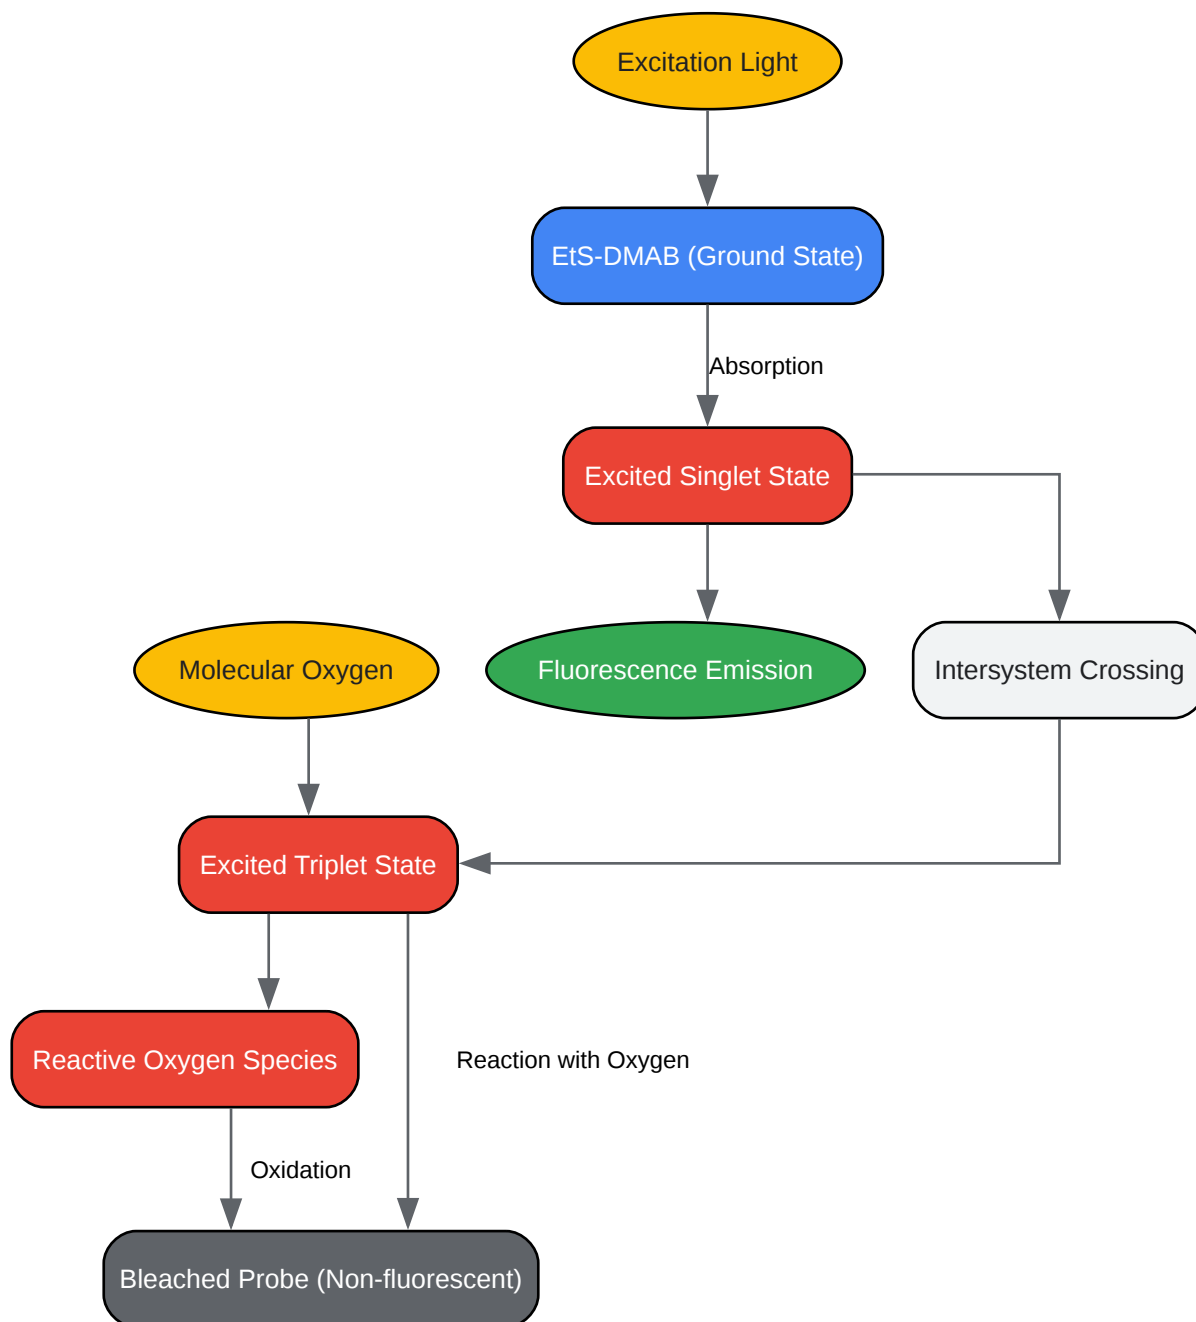 Excitation Light
EtS-DMAB (Ground State)
Absorption
Excited Singlet State
Molecular Oxygen
Fluorescence Emission
Intersystem Crossing
Excited Triplet State
Reactive Oxygen Species
Reaction with Oxygen
Oxidation
Bleached Probe (Non-fluorescent)